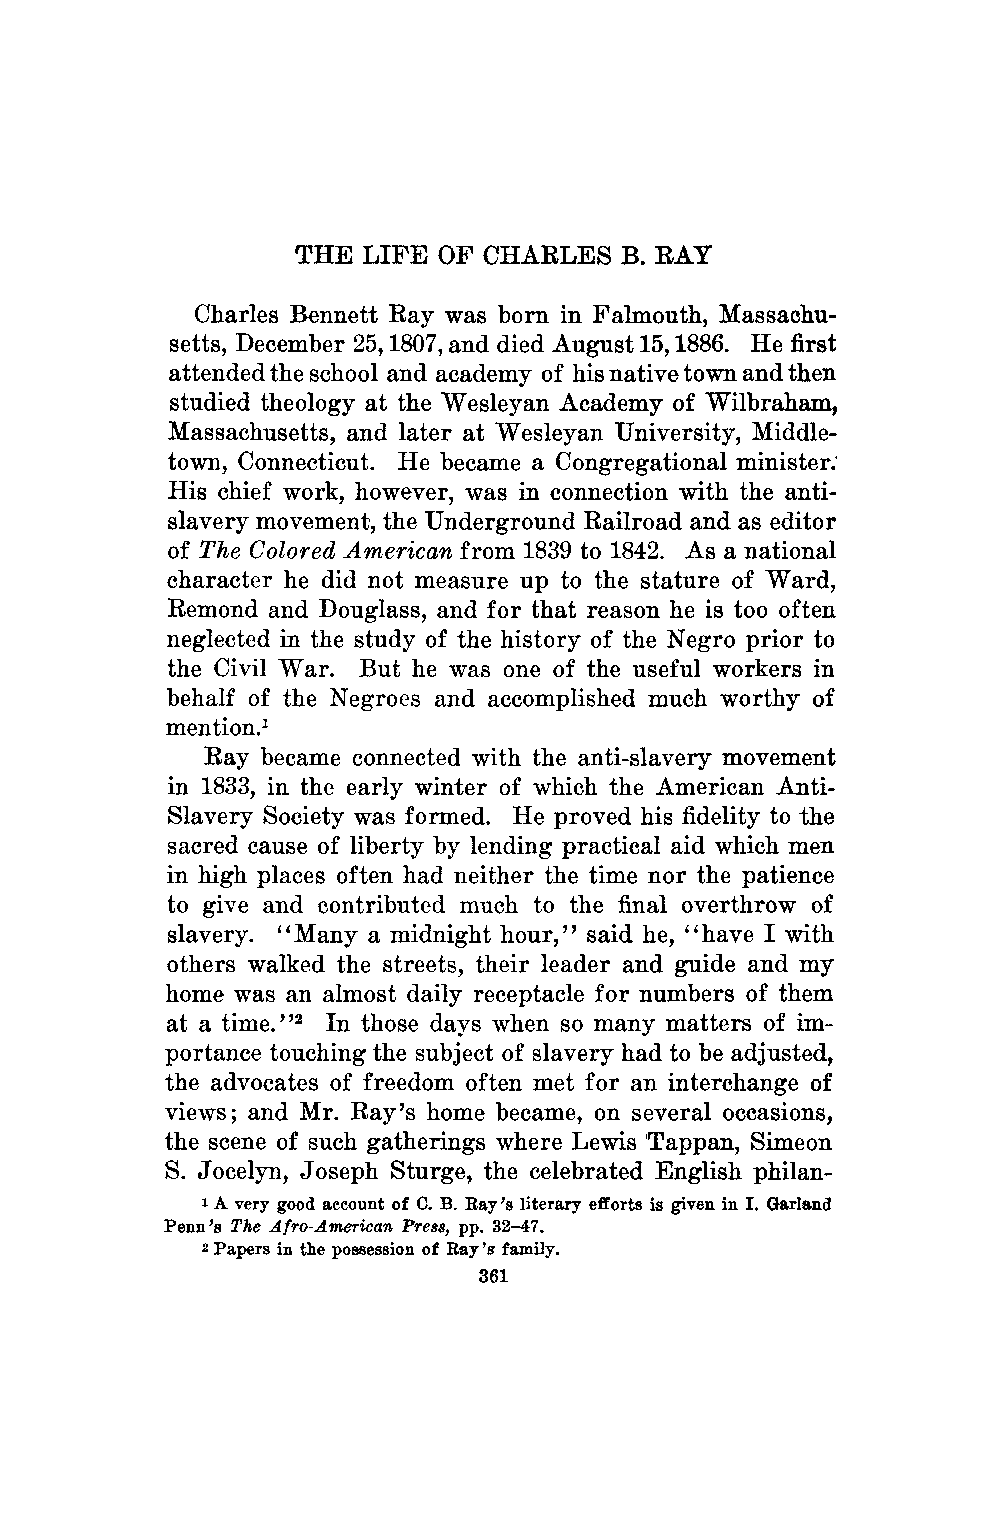 THE LIFE OF CHARLES B. RAY
Charles Bennett Ray was born in Falmouth, Massachu-
setts, December 25, 1807, and died August 15, 1886. He first
attended the school and academy of his native town and then
studied theology at the Wesleyan Academy of Wilbraham,
Massachusetts, and later at Wesleyan University, Middle-
town, Connecticut. He became a Congregational minister.
His chief work, however, was in connection with the anti-
slavery movement, the Underground Railroad and as editor
of The Colored American from 1839 to 1842. As a national
character he did not measure up to the stature of Ward,
Remond and Douglass, and for that reason he is too often
neglected in the study of the history of the Negro prior to
the Civil War. But he was one of the useful workers in
behalf of the Negroes and accomplished much worthy of
mention.¹
Ray became connected with the anti-slavery movement
in 1833, in the early winter of which the American Anti-
Slavery Society was formed. He proved his fidelity to the
sacred cause of liberty by lending practical aid which men
in high places often had neither the time nor the patience
to give and contributed much to the final overthrow of
slavery. ''Many a midnight hour,'' said he, ''have I with
others walked the streets, their leader and guide and my
home was an almost daily receptacle for numbers of them
at a time.''² In those days when so many matters of im-
portance touching the subject of slavery had to be adjusted,
the advocates of freedom often met for an interchange of
views; and Mr. Ray's home became, on several occasions,
the scene of such gatherings where Lewis Tappan, Simeon
S. Jocelyn, Joseph Sturge, the celebrated English philan-
¹ A very good account of C. B. Ray's literary efforts is given in I. Garland
Penn's The Afro-American Press, pp. 32–47.
² Papers in the possession of Ray's family.
361